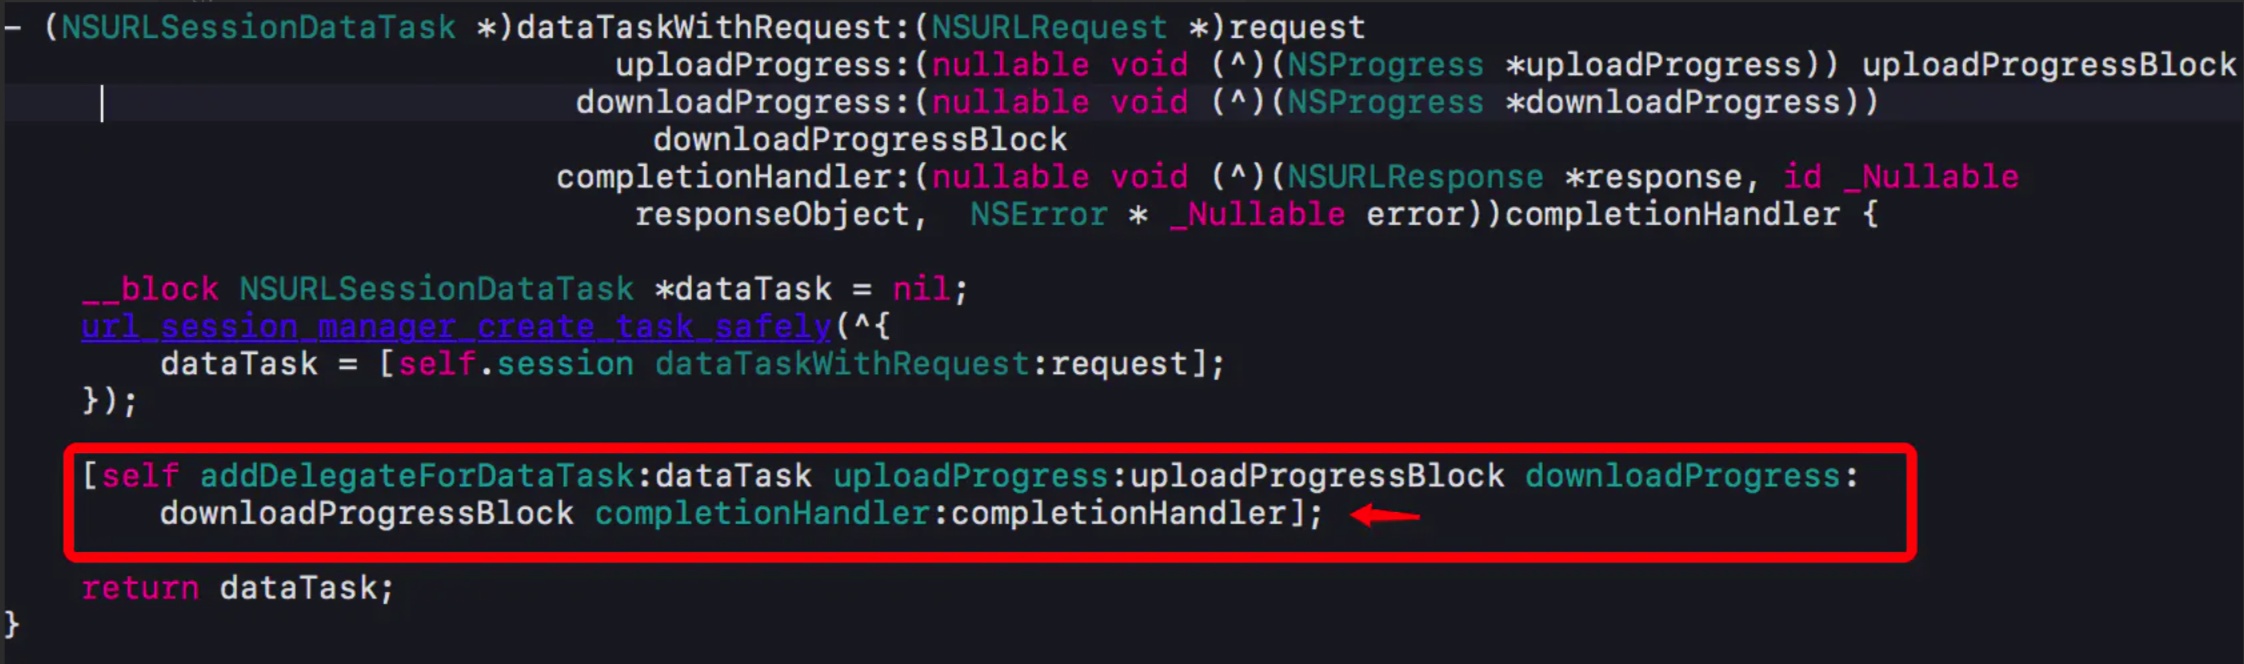 - (NSURLSessionDataTask *)dataTaskWithRequest:(NSURLRequest *)request
uploadProgress:(nullable void (^)(NSProgress *uploadProgress)) uploadProgressBlock
downloadProgress:(nullable void (^)(NSProgress *downloadProgress))
downloadProgressBlock
completionHandler:(nullable void (^)(NSURLResponse *response, id _Nullable
responseObject,  NSError * _Nullable error))completionHandler {
__block NSURLSessionDataTask *dataTask = nil;
url_session_manager_create_task_safely(^{
dataTask = [self.session dataTaskWithRequest:request];
});
[self addDelegateForDataTask:dataTask uploadProgress:uploadProgressBlock downloadProgress:
downloadProgressBlock completionHandler:completionHandler];
return dataTask;
}